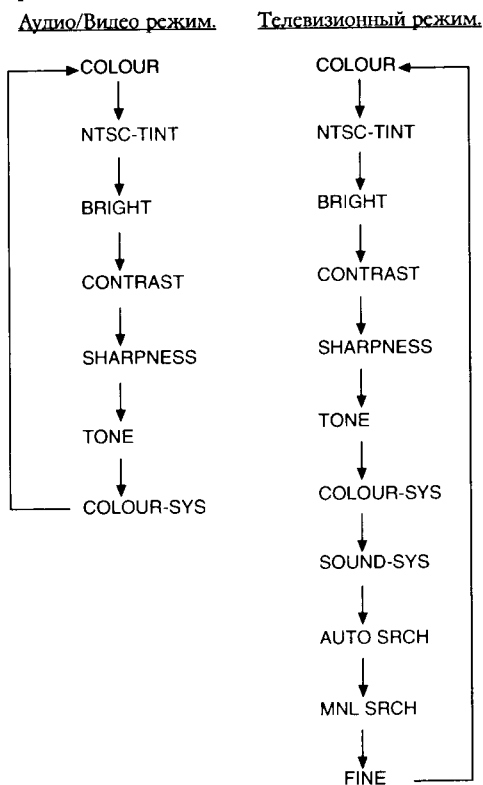 Аудио/Видео режим.
COLOUR
NTSC-TINT
BRIGHT
CONTRAST
SHARPNESS
TONE
COLOUR-SYS
Телевизионный режим.
COLOUR
NTSC-TINT
BRIGHT
CONTRAST
SHARPNESS
TONE
COLOUR-SYS
SOUND-SYS
AUTO SRCH
MNL SRCH
FINE